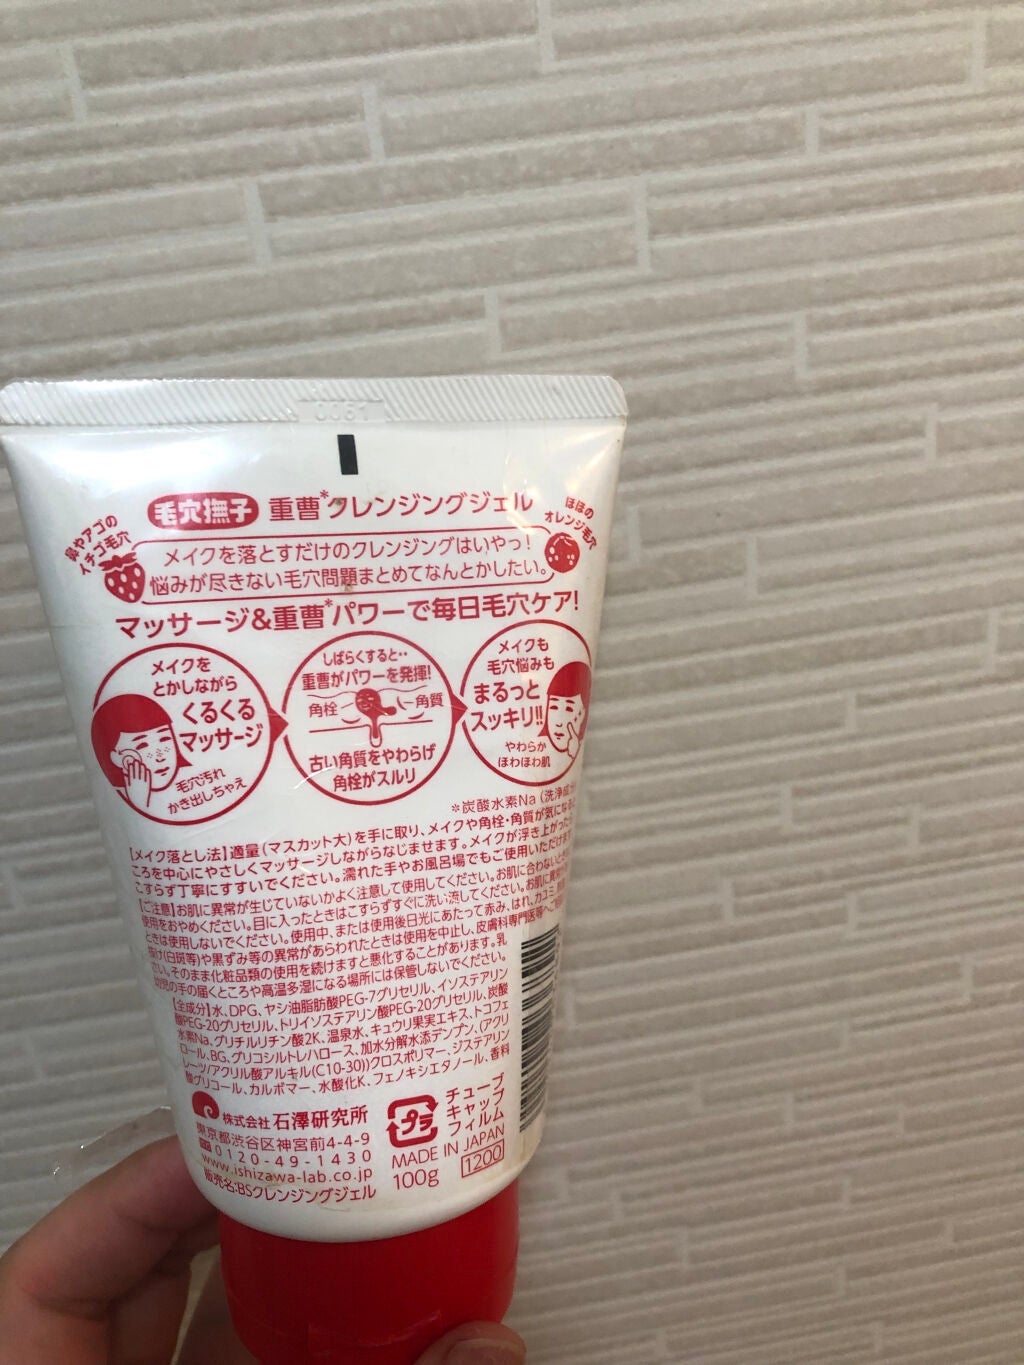 0061
毛穴撫子 重曹*クレンジングジェル
鼻やアゴの
イチゴ毛穴
ほほの
オレンジ毛穴
メイクを落とすだけのクレンジングはいやっ!
悩みが尽きない毛穴問題まとめてなんとかしたい。
マッサージ&重曹*パワーで毎日毛穴ケア!
メイクを
とかしながら
くるくる
マッサージ
毛穴汚れ
かき出しちゃえ
しばらくすると‥
重曹がパワーを発揮!
角栓
角質
古い角質をやわらげ
角栓がスルリ
メイクも
毛穴悩みも
まるっと
スッキリ!!
やわらか
ほわほわ肌
*炭酸水素Na(洗浄成分)
【メイク落とし法】適量(マスカット大)を手に取り、メイクや角栓・角質が気になると
ころを中心にやさしくマッサージしながらなじませます。メイクが浮き上がったら
こすらず丁寧にすすいでください。濡れた手やお風呂場でもご使用いただけます。
【ご注意】お肌に異常が生じていないかよく注意して使用してください。お肌に合わないときは
使用をおやめください。目に入ったときはこすらずすぐに洗い流してください。お肌に異常が
ときは使用しないでください。使用中、または使用後日光にあたって赤み、はれ、カユミ、
抜け(白斑等)や黒ずみ等の異常があらわれたときは使用を中止し、皮膚科専門医等へご
さい。そのまま化粧品類の使用を続けますと悪化することがあります。乳
幼児の手の届くところや高温多湿になる場所には保管しないでください。
【全成分】水、DPG、ヤシ油脂肪酸PEG-7グリセリル、イソステアリン
酸PEG-20グリセリル、トリイソステアリン酸PEG-20グリセリル、炭酸
水素Na、グリチルリチン酸2K、温泉水、キュウリ果実エキス、トコフェ
ロール、BG、グリコシルトレハロース、加水分解水添デンプン、(アクリ
レーツ/アクリル酸アルキル(C10-30))クロスポリマー、ジステアリン
酸グリコール、カルボマー、水酸化K、フェノキシエタノール、香料
株式会社 石澤研究所
東京都渋谷区神宮前4-4-9
0120-49-1430
www.ishizawa-lab.co.jp
販売名:BSクレンジングジェル
プラ
チューブ
キャップ
フィルム
MADE IN JAPAN
100g
1200